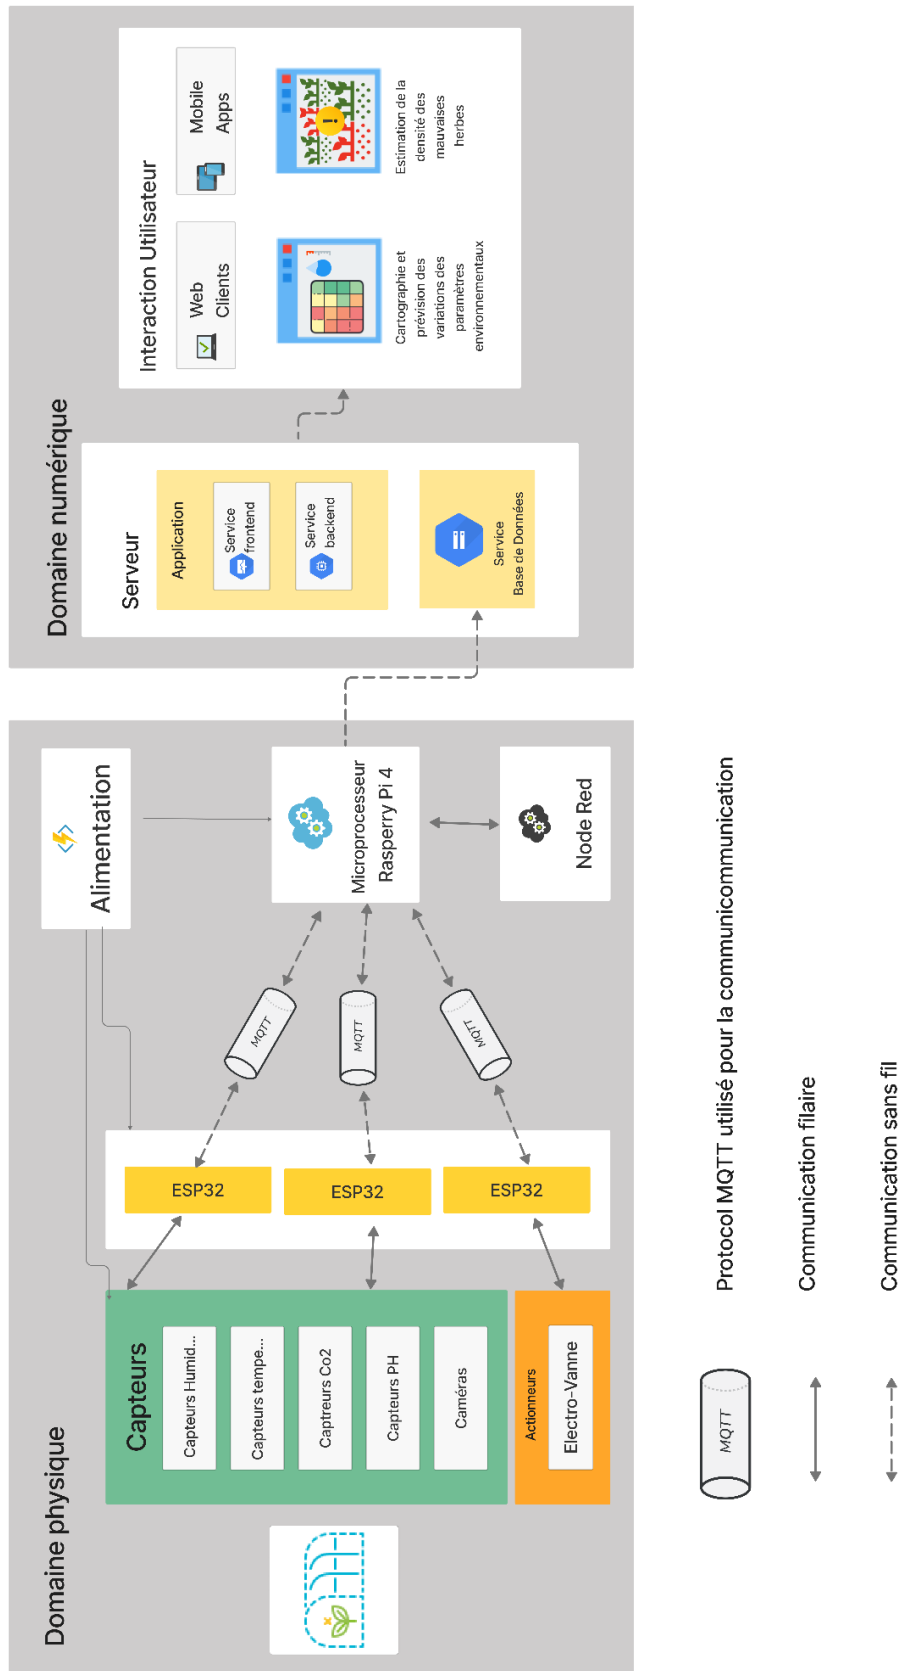 Domaine physique
Capteurs
Capteurs Humid...
Capteurs tempe...
Captreurs Co2
Capteurs PH
Caméras
Actionneurs
Electro-Vanne
ESP32
ESP32
ESP32
MQTT
MQTT
MQTT
Alimentation
Microprocesseur
Rasperry Pi 4
Node Red
Domaine numérique
Serveur
Application
Service
frontend
Service
backend
Service
Base de Données
Interaction Utilisateur
Web
Clients
Mobile
Apps
Cartographie et
prévision des
variations des
paramètres
environnementaux
Estimation de la
densité des
mauvaises
herbes
MQTT
Protocol MQTT utilisé pour la communicommunication
Communication filaire
Communication sans fil